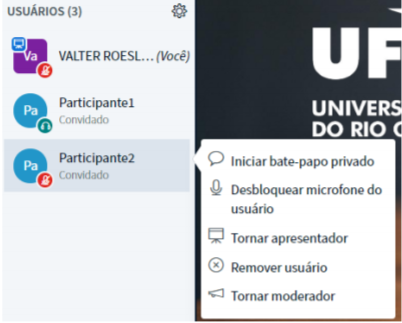 USUÁRIOS (3)
Va
VALTER ROESL... (Você)
Pa
Participante1
Convidado
Pa
Participante2
Convidado
UF
UNIVERS
DO RIO
Iniciar bate-papo privado
Desbloquear microfone do
usuário
Tornar apresentador
Remover usuário
Tornar moderador